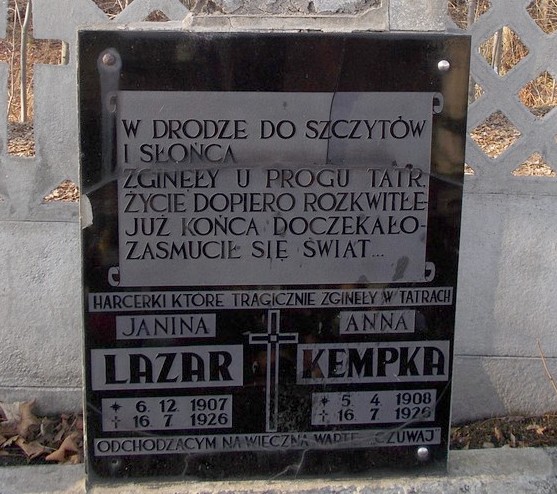 W DRODZE DO SZCZYTÓW
I SŁOŃCA
ZGINĘŁY U PROGU TATR.
ŻYCIE DOPIERO ROZKWITŁE-
JUŻ KOŃCA DOCZEKAŁO-
ZASMUCIŁ SIĘ ŚWIAT...
HARCERKI KTÓRE TRAGICZNIE ZGINEŁY W TATRACH
JANINA
LAZAR
6. 12. 1907
† 16. 7 1926
ANNA
KEMPKA
5. 4. 1908
† 16. 7 1926
ODCHODZĄCYM NA WIECZNĄ WARTĘ „CZUWAJ”